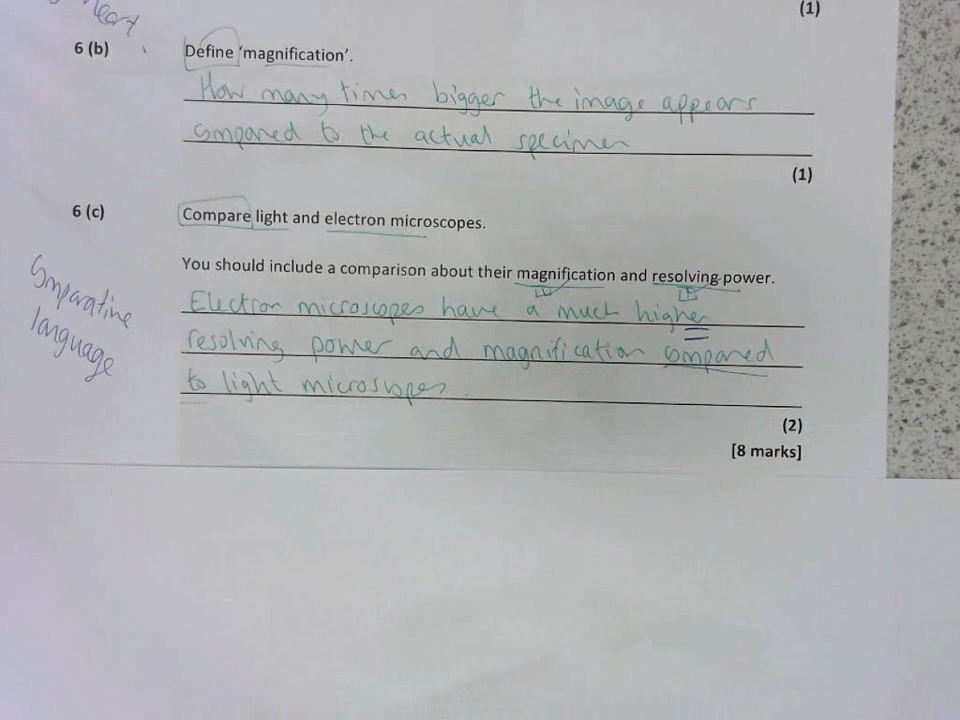 heart
(1)
6 (b) Define 'magnification'.
How many times bigger the image appears
compared to the actual specimen
(1)
6 (c) Compare light and electron microscopes.
You should include a comparison about their magnification and resolving power.
Comparative
language
Electron microscopes have a much higher
resolving power and magnification compared
to light microscopes.
(2)
[8 marks]